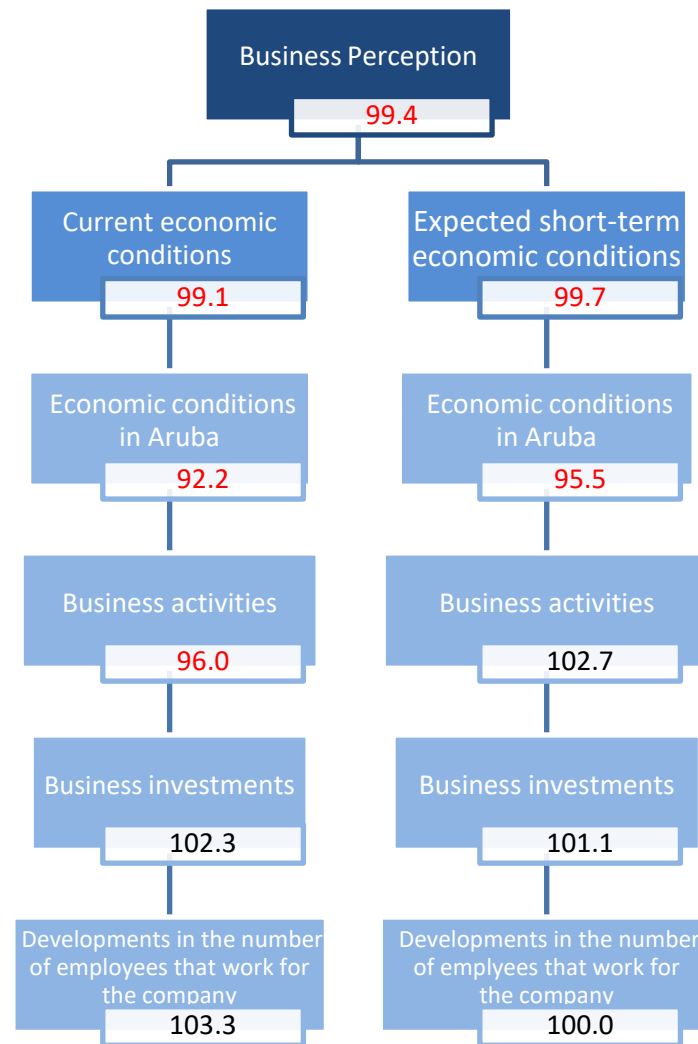 Business Perception
99.4
Current economic
conditions
99.1
Expected short-term
economic conditions
99.7
Economic conditions
in Aruba
92.2
Economic conditions
in Aruba
95.5
Business activities
96.0
Business activities
102.7
Business investments
102.3
Business investments
101.1
Developments in the number
of employees that work for
the company
103.3
Developments in the number
of emplyees that work for
the company
100.0